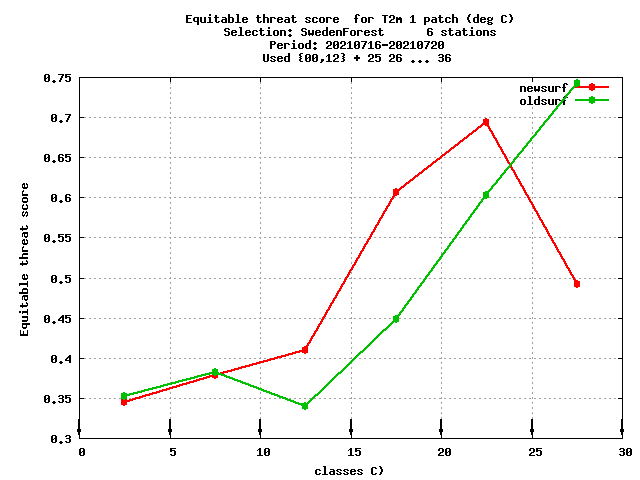 Equitable threat score  for T2m 1 patch (deg C)
Selection: SwedenForest      6 stations
Period: 20210716-20210720
Used {00,12} + 25 26 ... 36
newsurf
oldsurf
0.75
0.7
0.65
0.6
0.55
0.5
0.45
0.4
0.35
0.3
Equitable threat score
0 5 10 15 20 25 30
classes C)